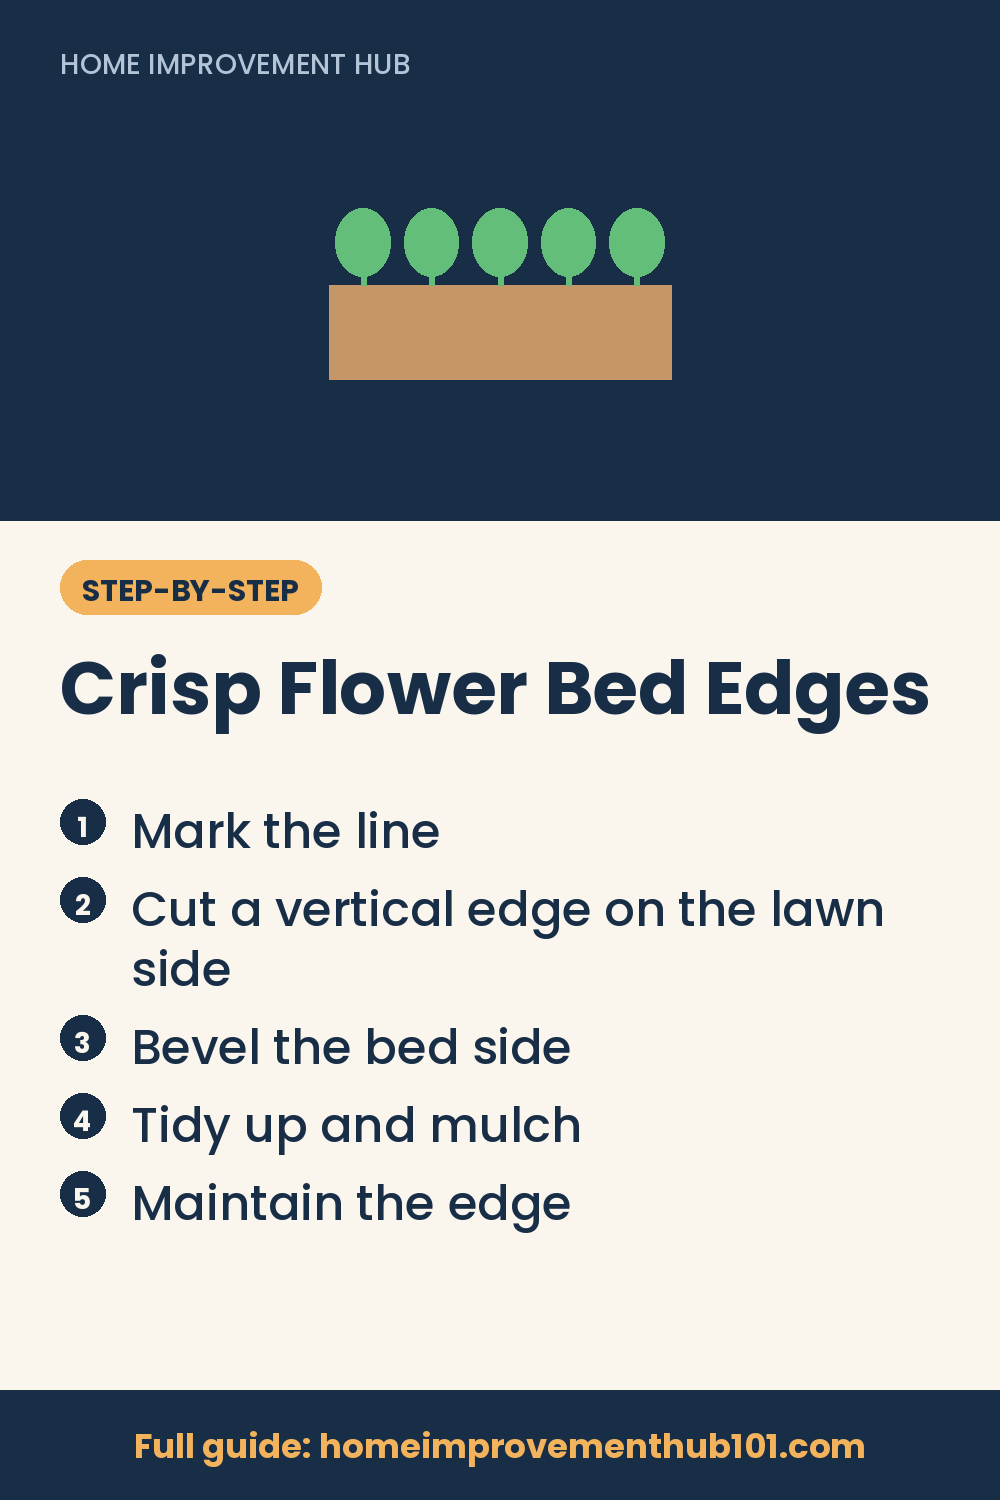 HOME IMPROVEMENT HUB
STEP-BY-STEP
Crisp Flower Bed Edges
1 Mark the line
2 Cut a vertical edge on the lawn
side
3 Bevel the bed side
4 Tidy up and mulch
5 Maintain the edge
Full guide: homeimprovementhub101.com